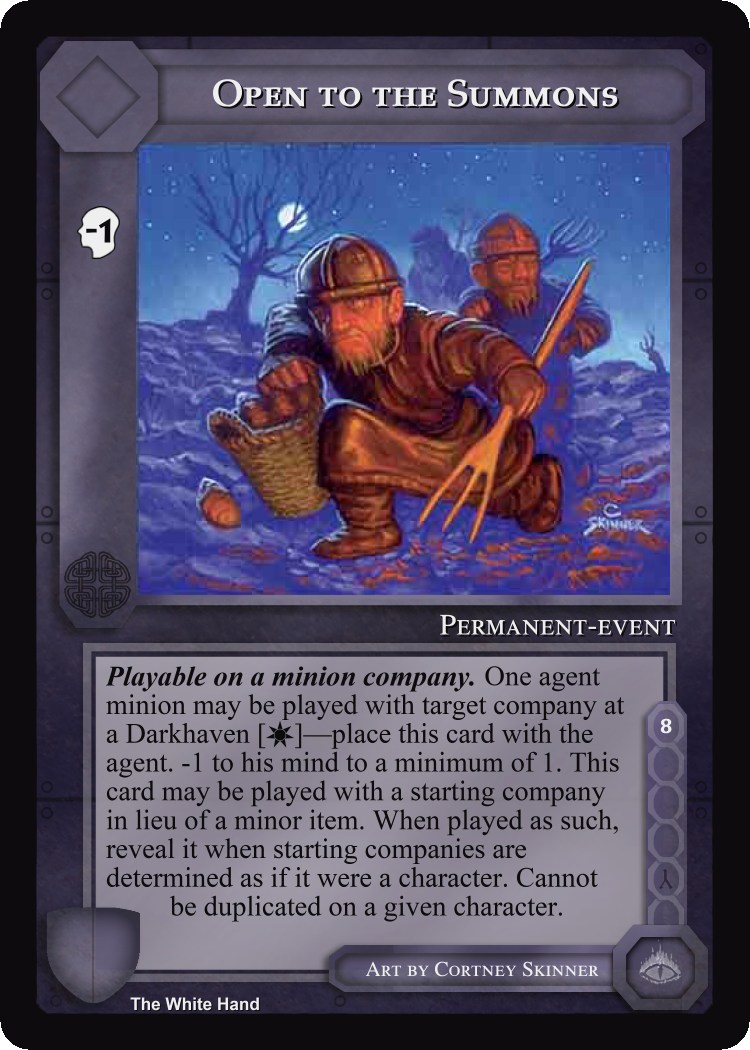 Open to the Summons
-1
C
Skinner
Permanent-event
Playable on a minion company. One agent
minion may be played with target company at
a Darkhaven [☀]—place this card with the
agent. -1 to his mind to a minimum of 1. This
card may be played with a starting company
in lieu of a minor item. When played as such,
reveal it when starting companies are
determined as if it were a character. Cannot
be duplicated on a given character.
8
Art by Cortney Skinner
The White Hand